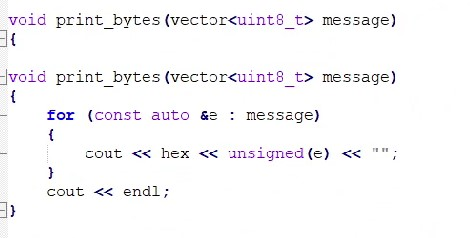 void print_bytes(vector<uint8_t> message)
{
void print_bytes(vector<uint8_t> message)
{
for (const auto &e : message)
{
cout << hex << unsigned(e) << "";
}
cout << endl;
}